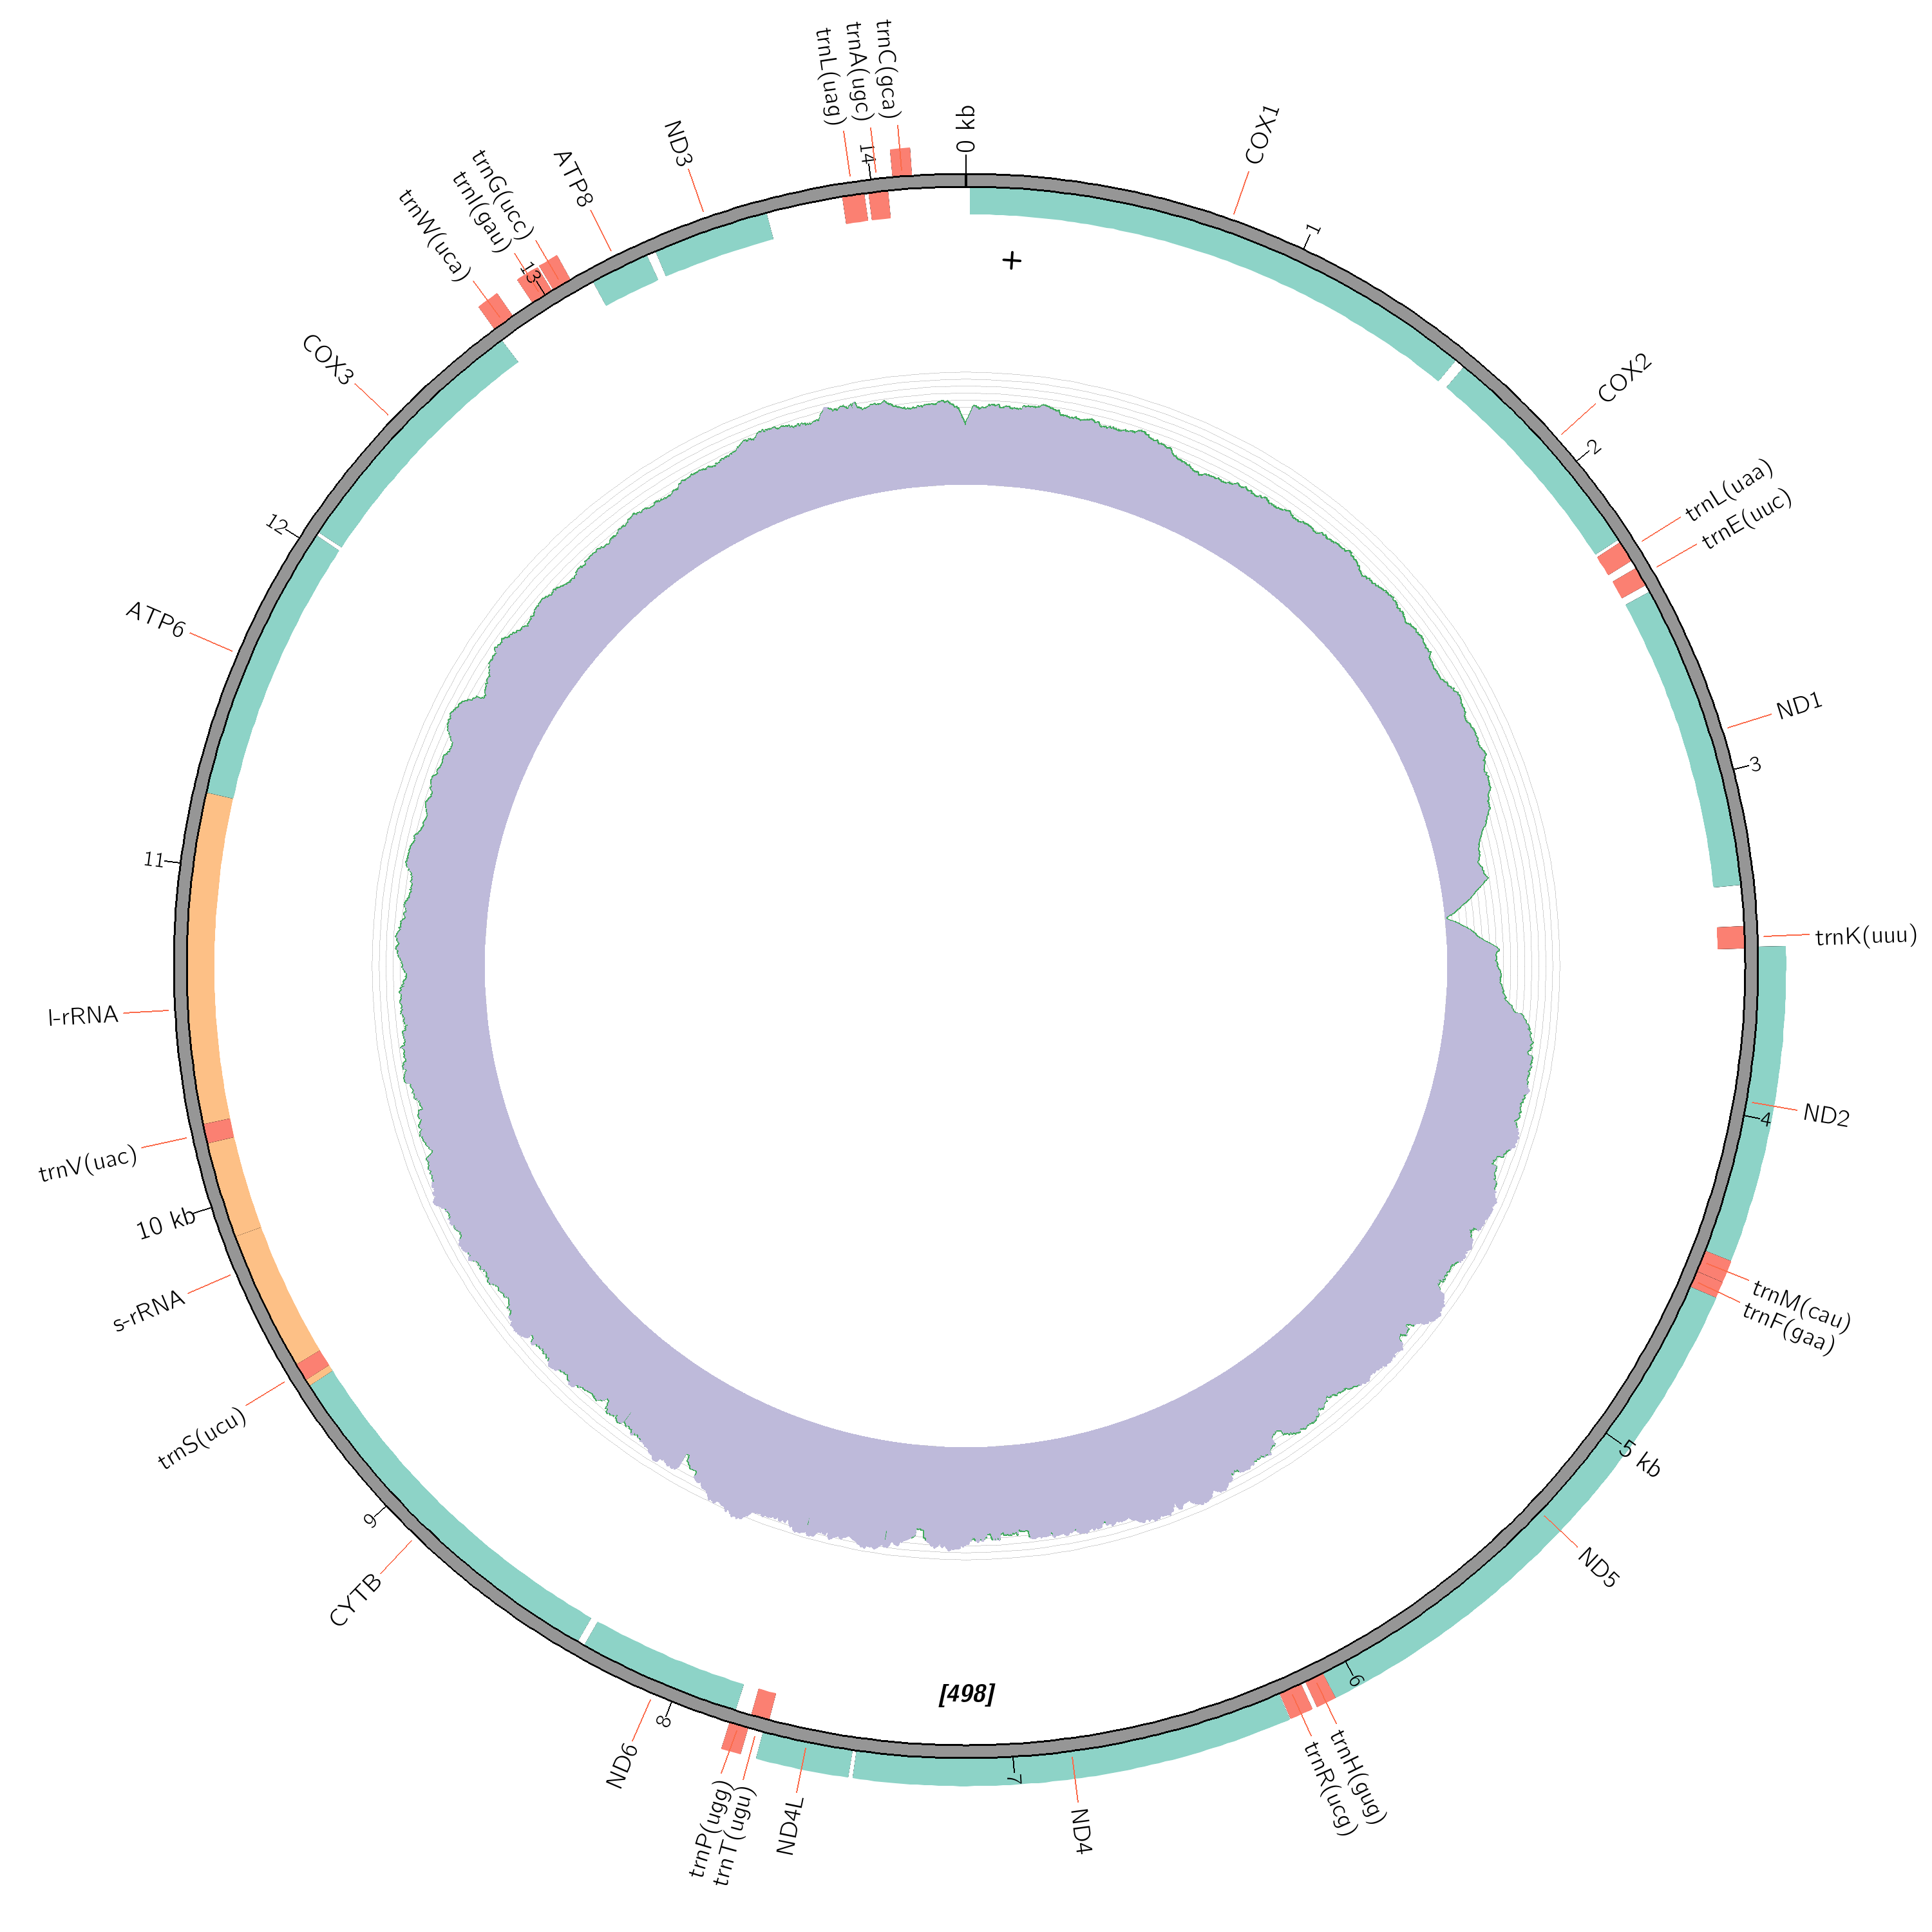 0 kb
COX1
1
COX2
2
trnL(uaa)
trnE(uuc)
ND1
3
trnK(uuu)
ND2
4
trnM(cau)
trnF(gaa)
5 kb
ND5
6
trnH(gug)
trnR(ucg)
ND4
7
ND4L
trnT(ugu)
trnP(ugg)
8
ND6
CYTB
9
trnS(ucu)
s-rRNA
10 kb
trnV(uac)
l-rRNA
11
ATP6
12
COX3
trnW(uca)
trnI(gau)
13
trnG(ucc)
ATP8
ND3
trnL(uag)
trnA(ugc)
14
trnC(gca)
+
[498]